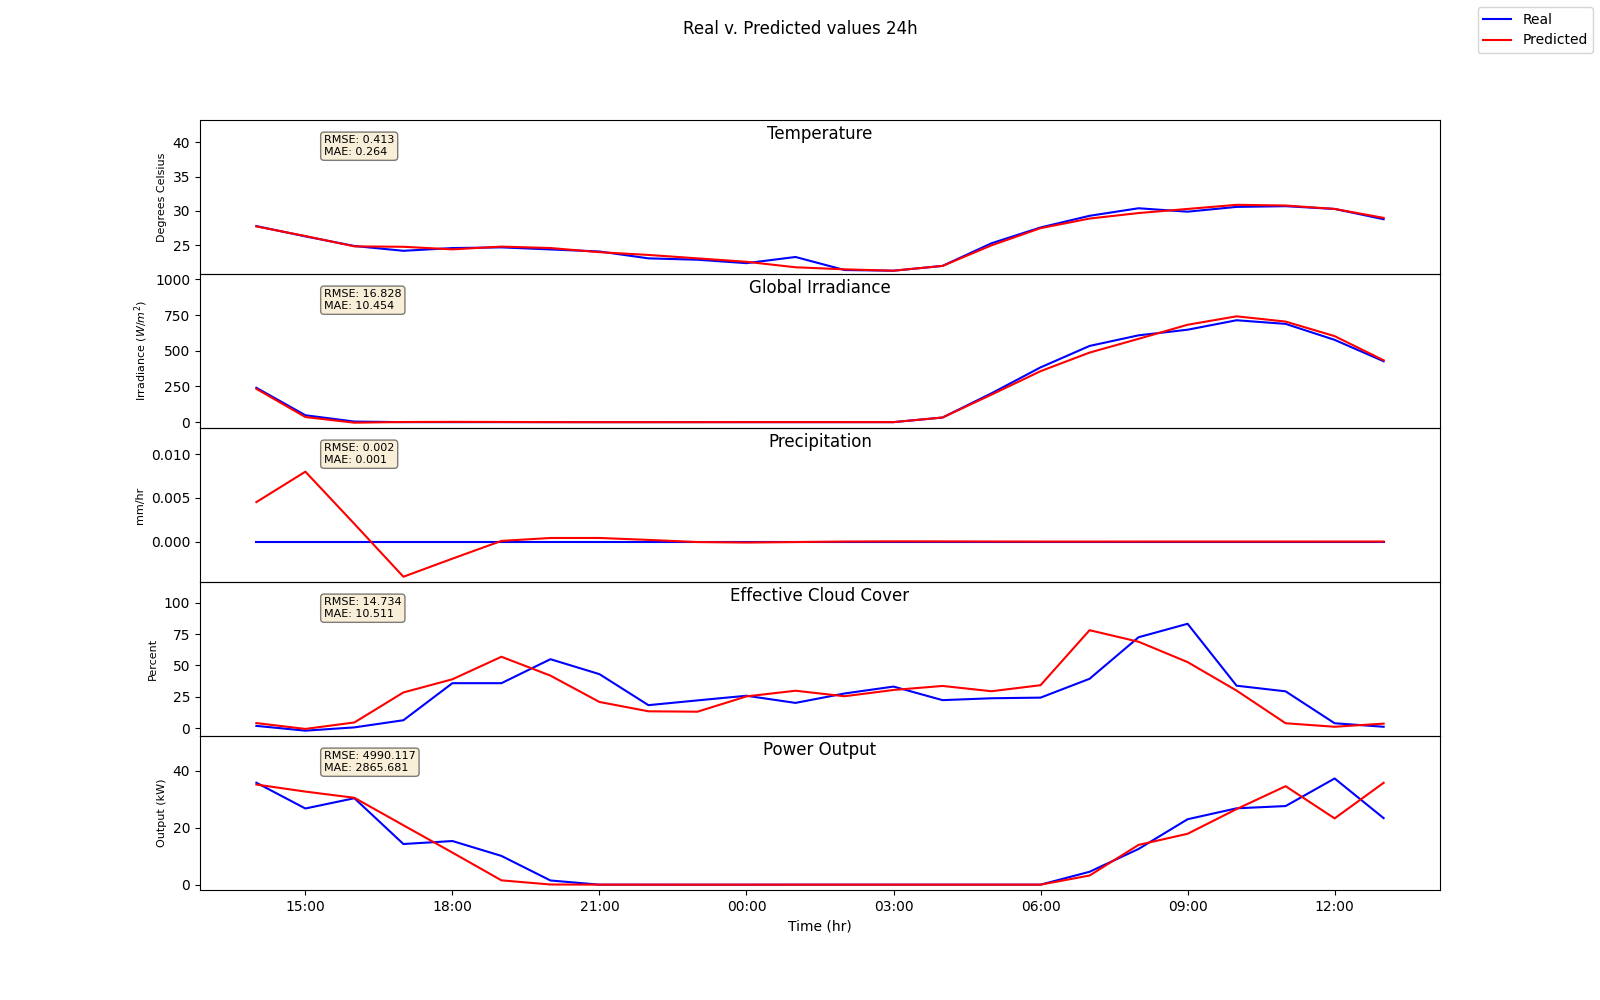 Real v. Predicted values 24h
Real
Predicted
Temperature
RMSE: 0.413
MAE: 0.264
Degrees Celsius
40
35
30
25
Global Irradiance
RMSE: 16.828
MAE: 10.454
Irradiance (W/m²)
1000
750
500
250
0
Precipitation
RMSE: 0.002
MAE: 0.001
mm/hr
0.010
0.005
0.000
Effective Cloud Cover
RMSE: 14.734
MAE: 10.511
Percent
100
75
50
25
0
Power Output
RMSE: 4990.117
MAE: 2865.681
Output (kW)
40
20
0
15:00 18:00 21:00 00:00 03:00 06:00 09:00 12:00
Time (hr)